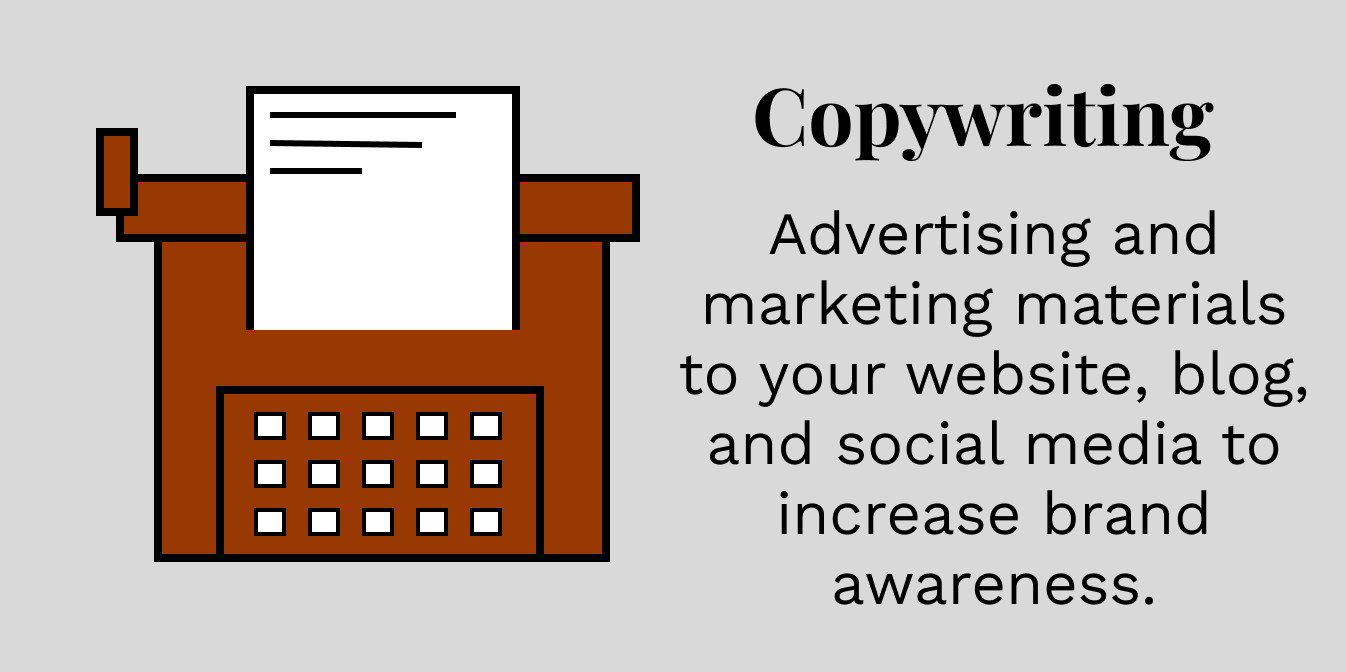 Copywriting
Advertising and
marketing materials
to your website, blog,
and social media to
increase brand
awareness.